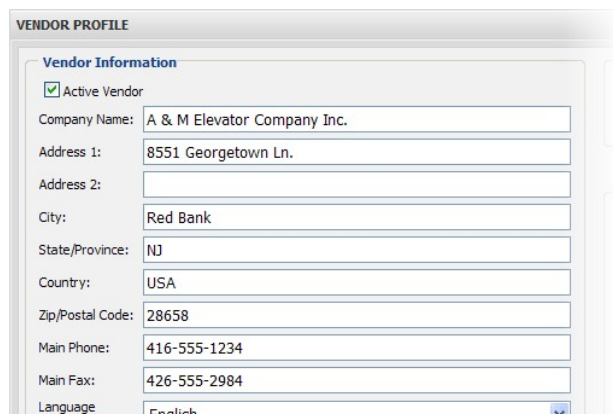 VENDOR PROFILE
Vendor Information
Active Vendor
Company Name: A & M Elevator Company Inc.
Address 1: 8551 Georgetown Ln.
Address 2:
City: Red Bank
State/Province: NJ
Country: USA
Zip/Postal Code: 28658
Main Phone: 416-555-1234
Main Fax: 426-555-2984
Language English